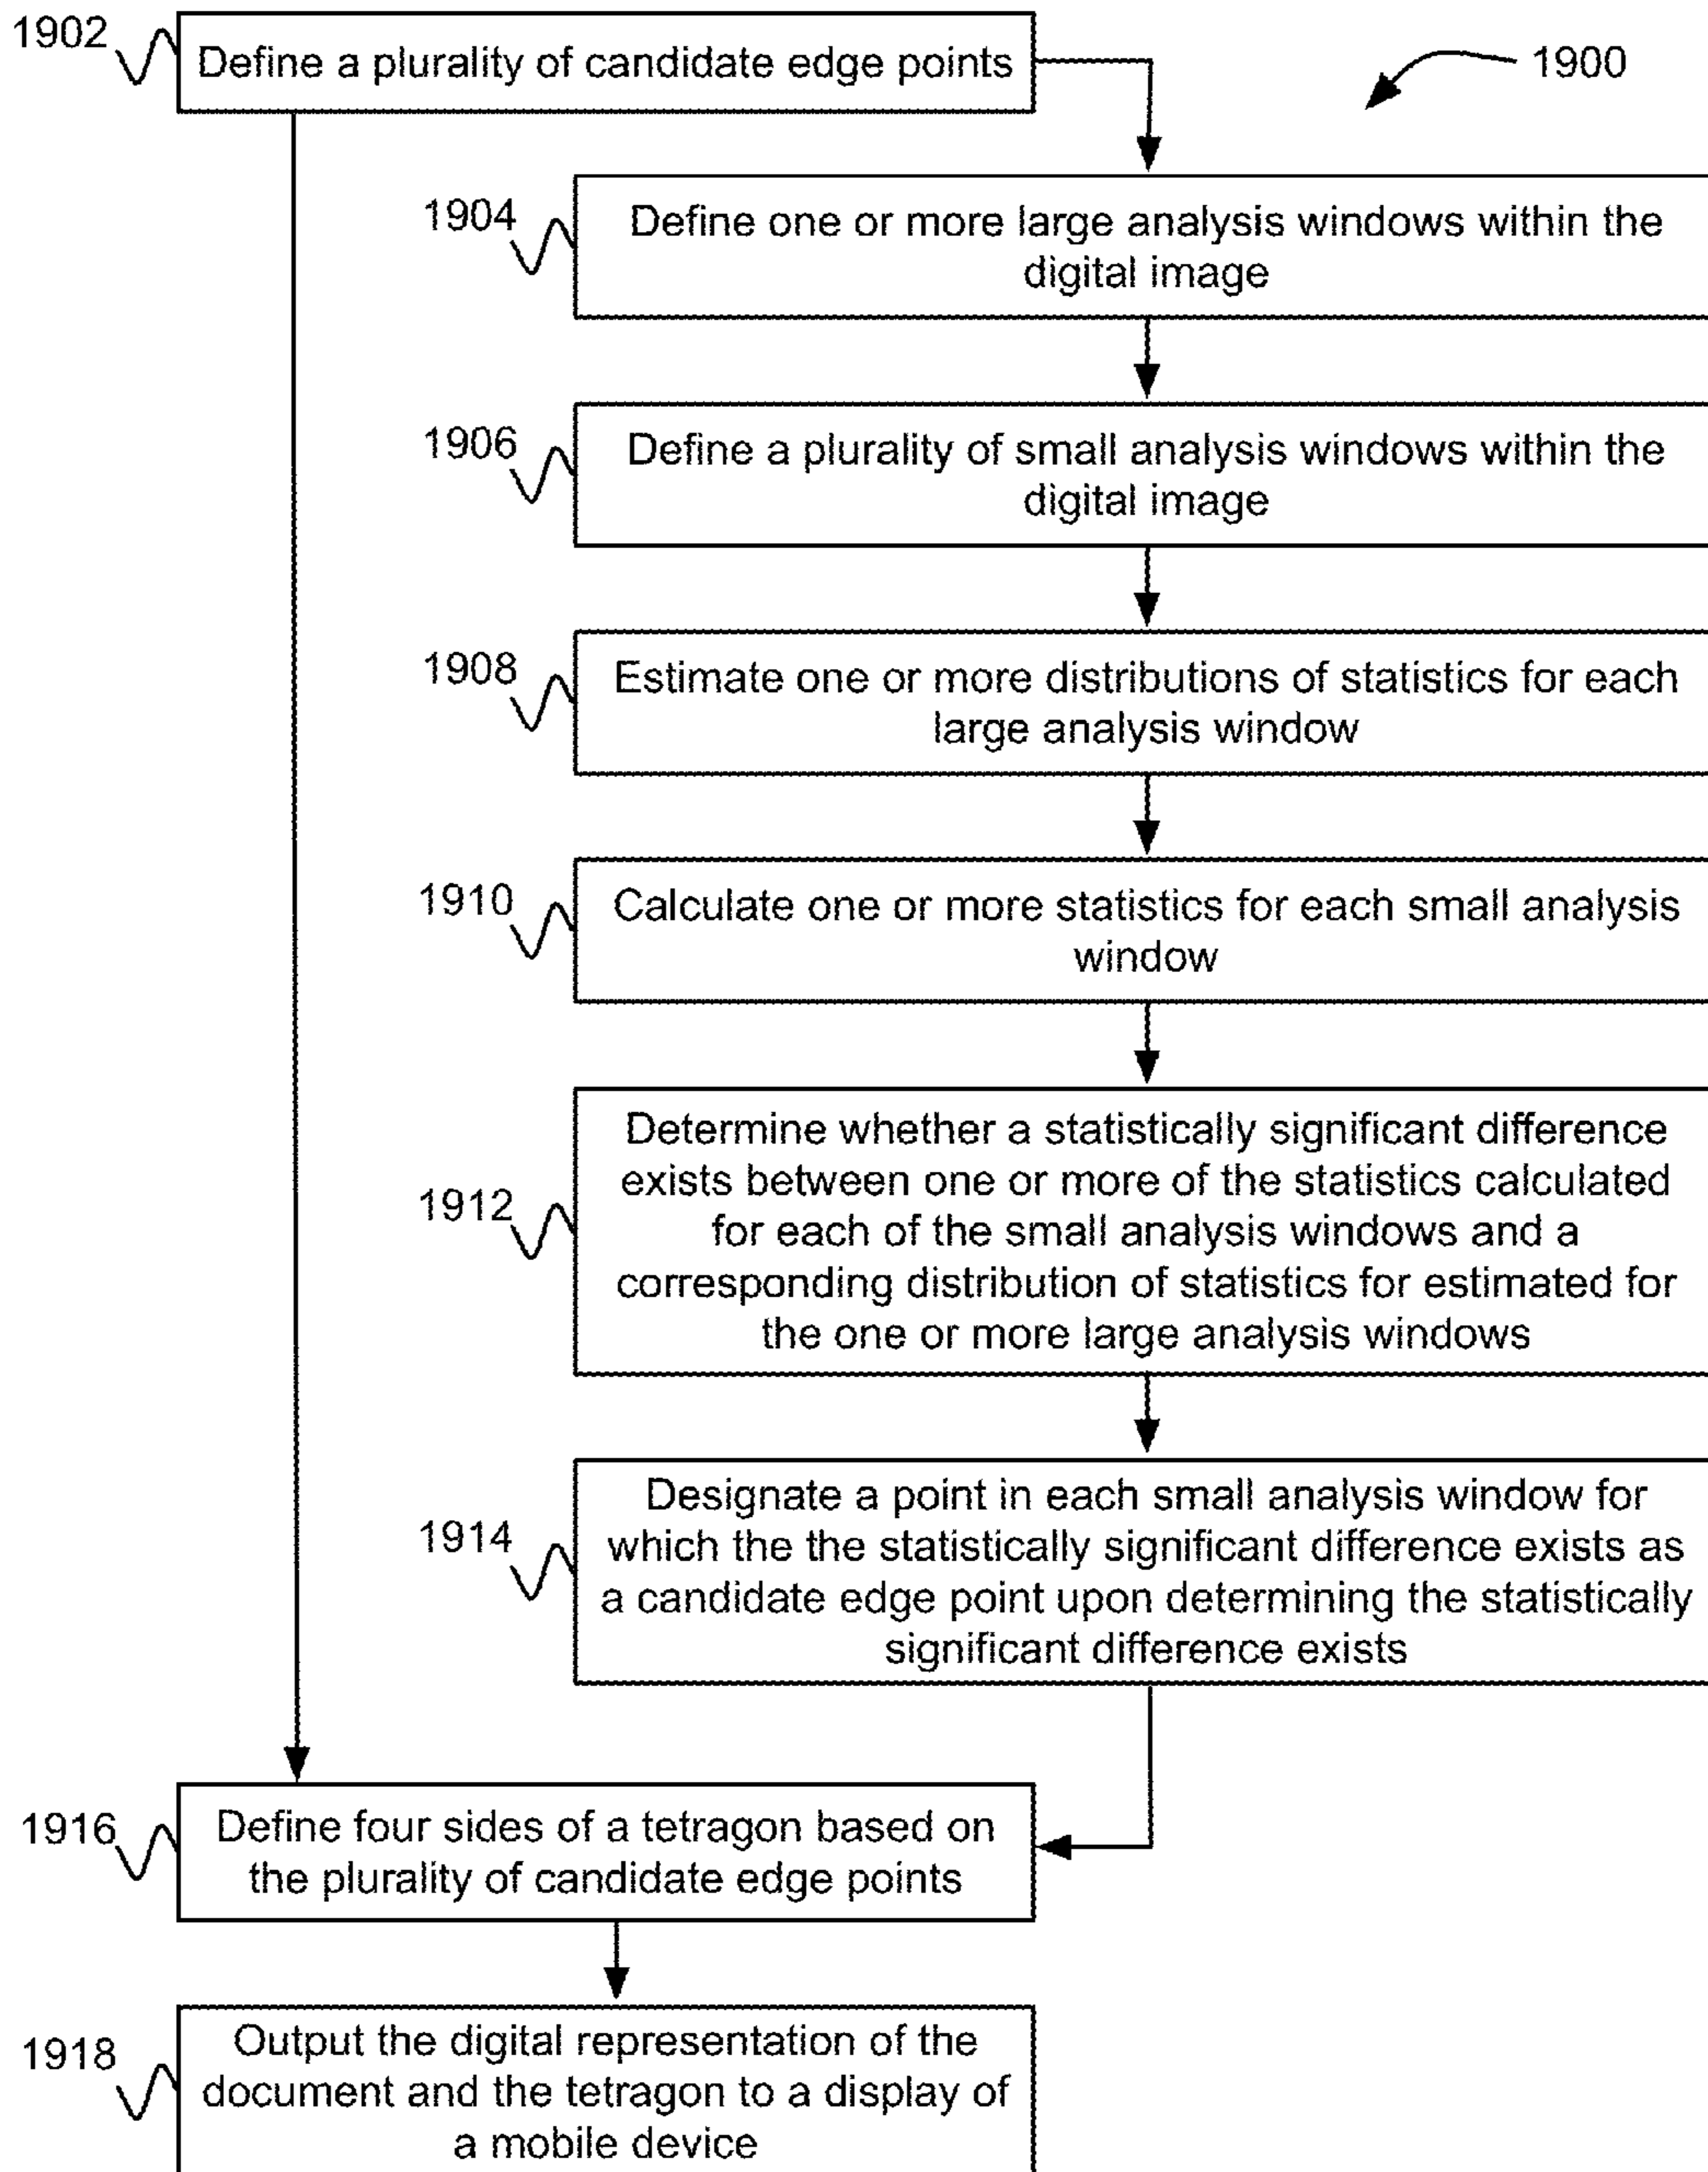 1902
Define a plurality of candidate edge points
1900
1904
Define one or more large analysis windows within the
digital image
1906
Define a plurality of small analysis windows within the
digital image
1908
Estimate one or more distributions of statistics for each
large analysis window
1910
Calculate one or more statistics for each small analysis
window
1912
Determine whether a statistically significant difference
exists between one or more of the statistics calculated
for each of the small analysis windows and a
corresponding distribution of statistics for estimated for
the one or more large analysis windows
1914
Designate a point in each small analysis window for
which the the statistically significant difference exists as
a candidate edge point upon determining the statistically
significant difference exists
1916
Define four sides of a tetragon based on
the plurality of candidate edge points
1918
Output the digital representation of the
document and the tetragon to a display of
a mobile device